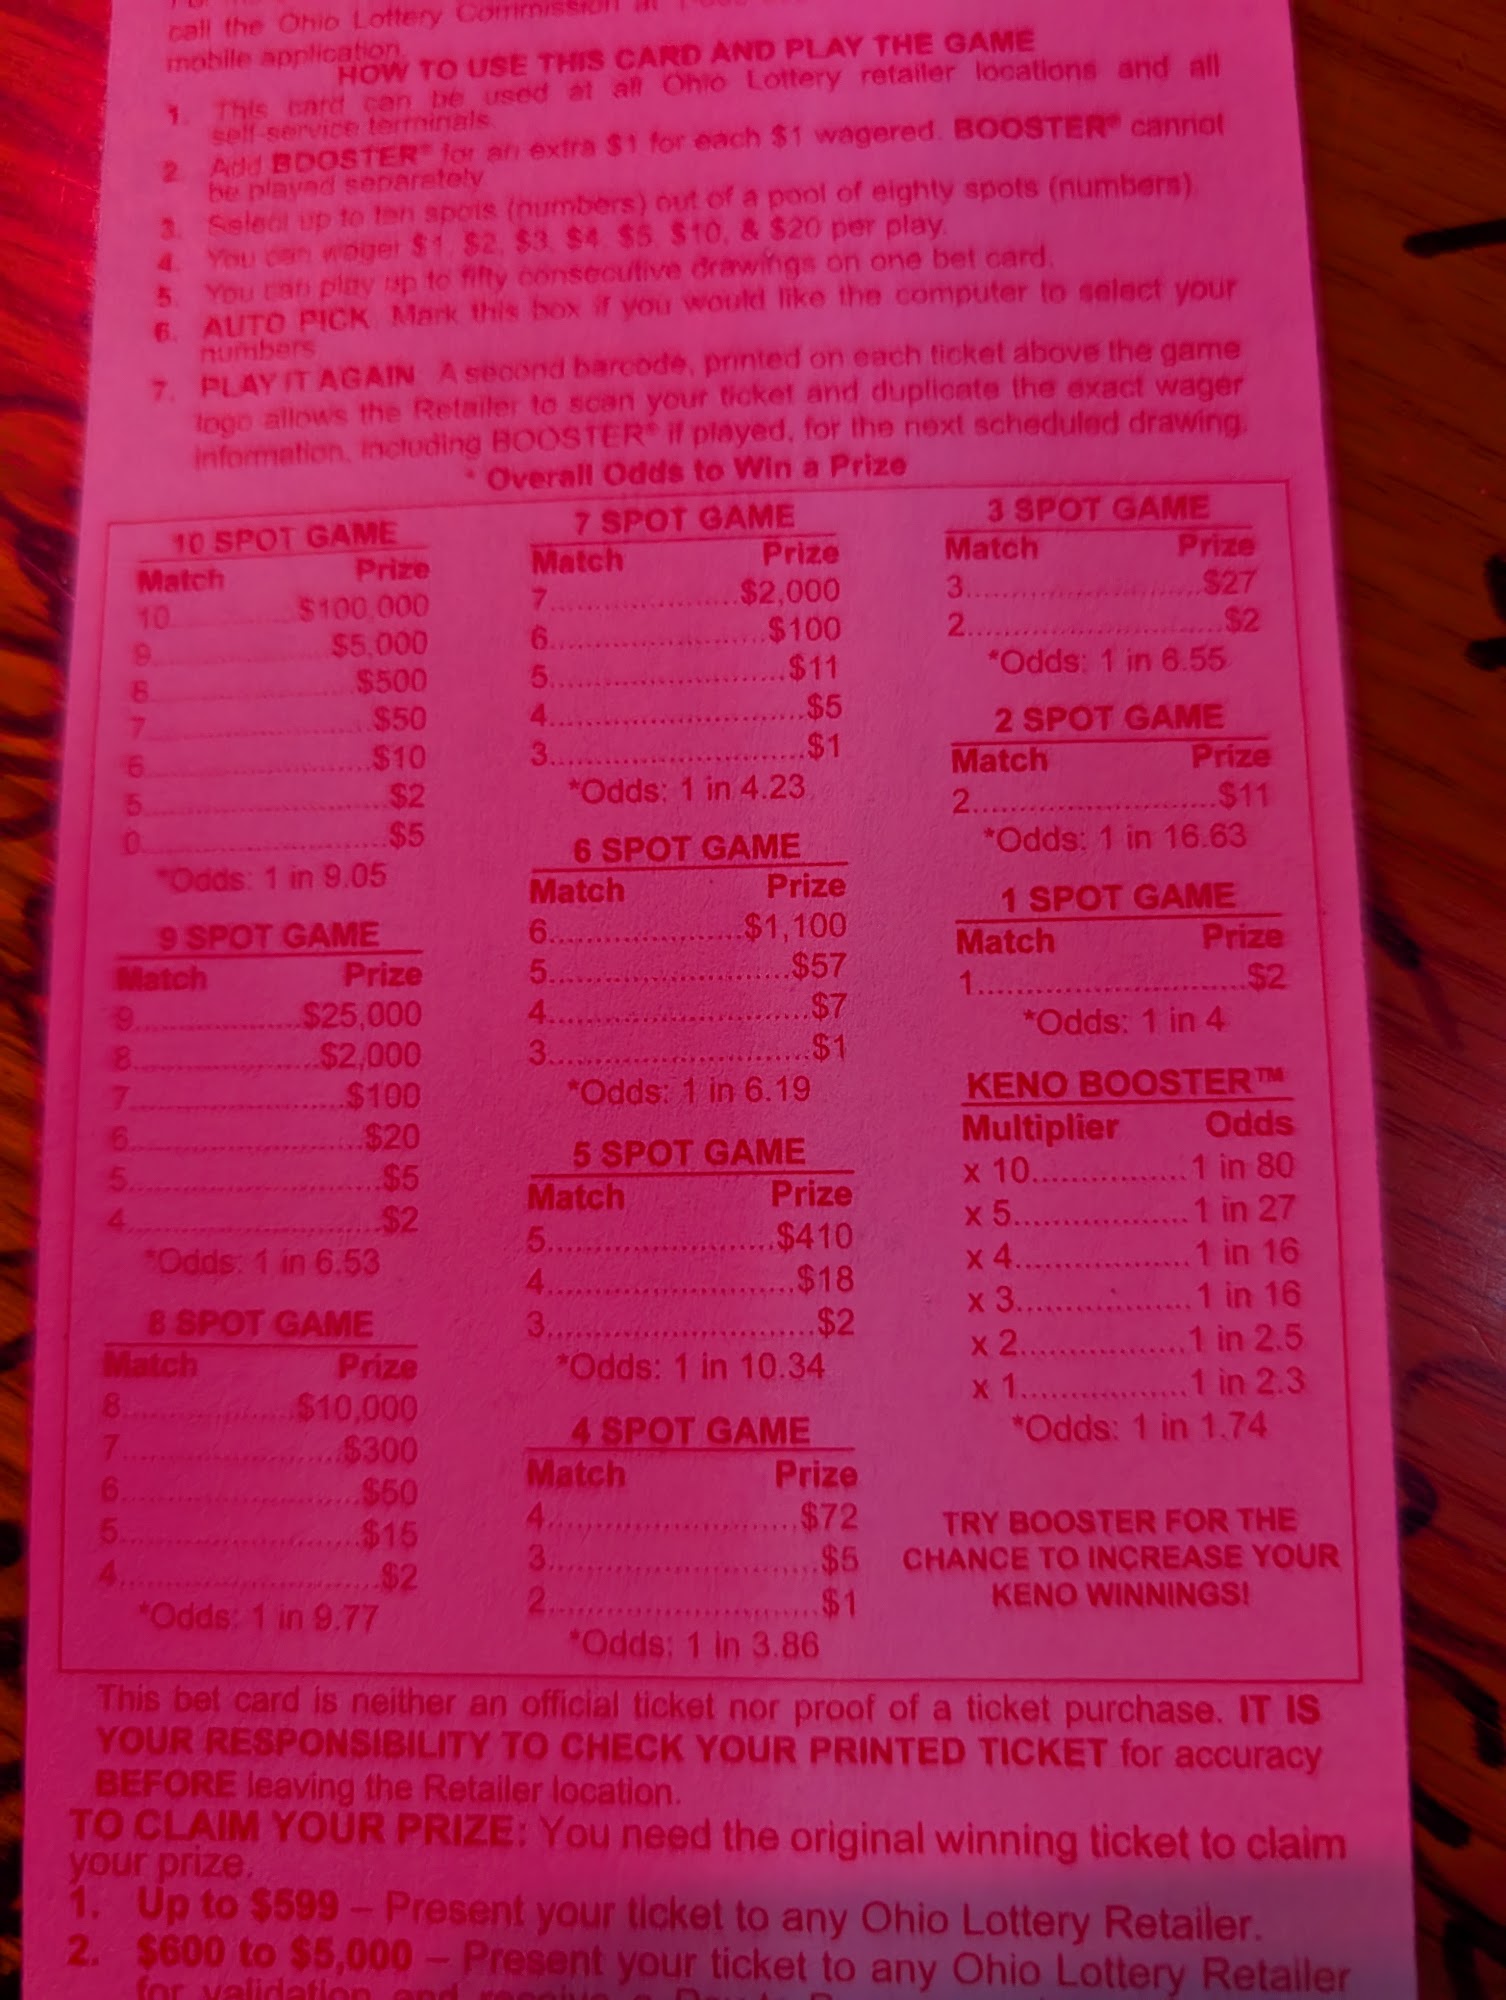 call the Ohio Lottery Commission at
mobile application.
HOW TO USE THIS CARD AND PLAY THE GAME
1. This card can be used at all Ohio Lottery retailer locations and all
self-service terminals.
2. Add BOOSTER® for an extra $1 for each $1 wagered. BOOSTER® cannot
be played separately
3. Select up to ten spots (numbers) out of a pool of eighty spots (numbers).
4. You can wager $1, $2, $3, $4, $5, $10, & $20 per play.
5. You can play up to fifty consecutive drawings on one bet card.
6. AUTO PICK Mark this box if you would like the computer to select your
numbers
7. PLAY IT AGAIN A second barcode, printed on each ticket above the game
logo allows the Retailer to scan your ticket and duplicate the exact wager
information, including BOOSTER® if played, for the next scheduled drawing.
* Overall Odds to Win a Prize
10 SPOT GAME
Match Prize
10 $100,000
9 $5,000
8 $500
7 $50
6 $10
5 $2
0 $5
*Odds: 1 in 9.05
9 SPOT GAME
Match Prize
9 $25,000
8 $2,000
7 $100
6 $20
5 $5
4 $2
*Odds: 1 in 6.53
8 SPOT GAME
Match Prize
8 $10,000
7 $300
6 $50
5 $15
4 $2
*Odds: 1 in 9.77
7 SPOT GAME
Match Prize
7 $2,000
6 $100
5 $11
4 $5
3 $1
*Odds: 1 in 4.23
6 SPOT GAME
Match Prize
6 $1,100
5 $57
4 $7
3 $1
*Odds: 1 in 6.19
5 SPOT GAME
Match Prize
5 $410
4 $18
3 $2
*Odds: 1 in 10.34
4 SPOT GAME
Match Prize
4 $72
3 $5
2 $1
*Odds: 1 in 3.86
3 SPOT GAME
Match Prize
3 $27
2 $2
*Odds: 1 in 6.55
2 SPOT GAME
Match Prize
2 $11
*Odds: 1 in 16.63
1 SPOT GAME
Match Prize
1 $2
*Odds: 1 in 4
KENO BOOSTER™
Multiplier Odds
x 10 1 in 80
x 5 1 in 27
x 4 1 in 16
x 3 1 in 16
x 2 1 in 2.5
x 1 1 in 2.3
*Odds: 1 in 1.74
TRY BOOSTER FOR THE
CHANCE TO INCREASE YOUR
KENO WINNINGS!
This bet card is neither an official ticket nor proof of a ticket purchase. IT IS
YOUR RESPONSIBILITY TO CHECK YOUR PRINTED TICKET for accuracy
BEFORE leaving the Retailer location.
TO CLAIM YOUR PRIZE: You need the original winning ticket to claim
your prize.
1. Up to $599 – Present your ticket to any Ohio Lottery Retailer.
2. $600 to $5,000 – Present your ticket to any Ohio Lottery Retailer
for validation and receive a